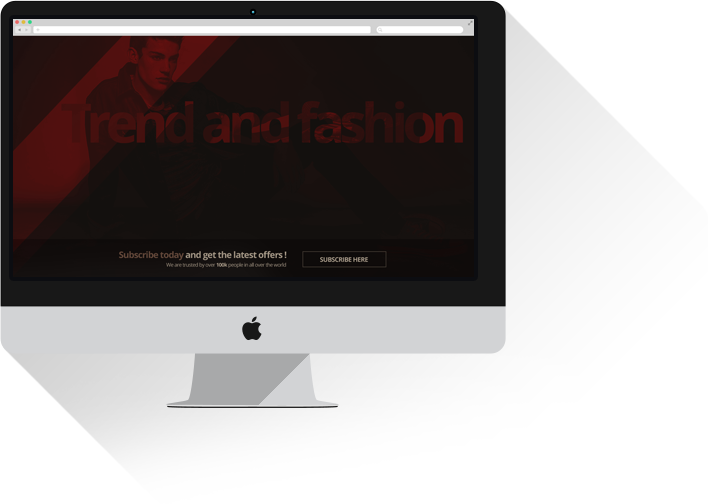 Trend and fashion
Subscribe today and get the latest offers !
We are trusted by over 100k people in all over the world
SUBSCRIBE HERE